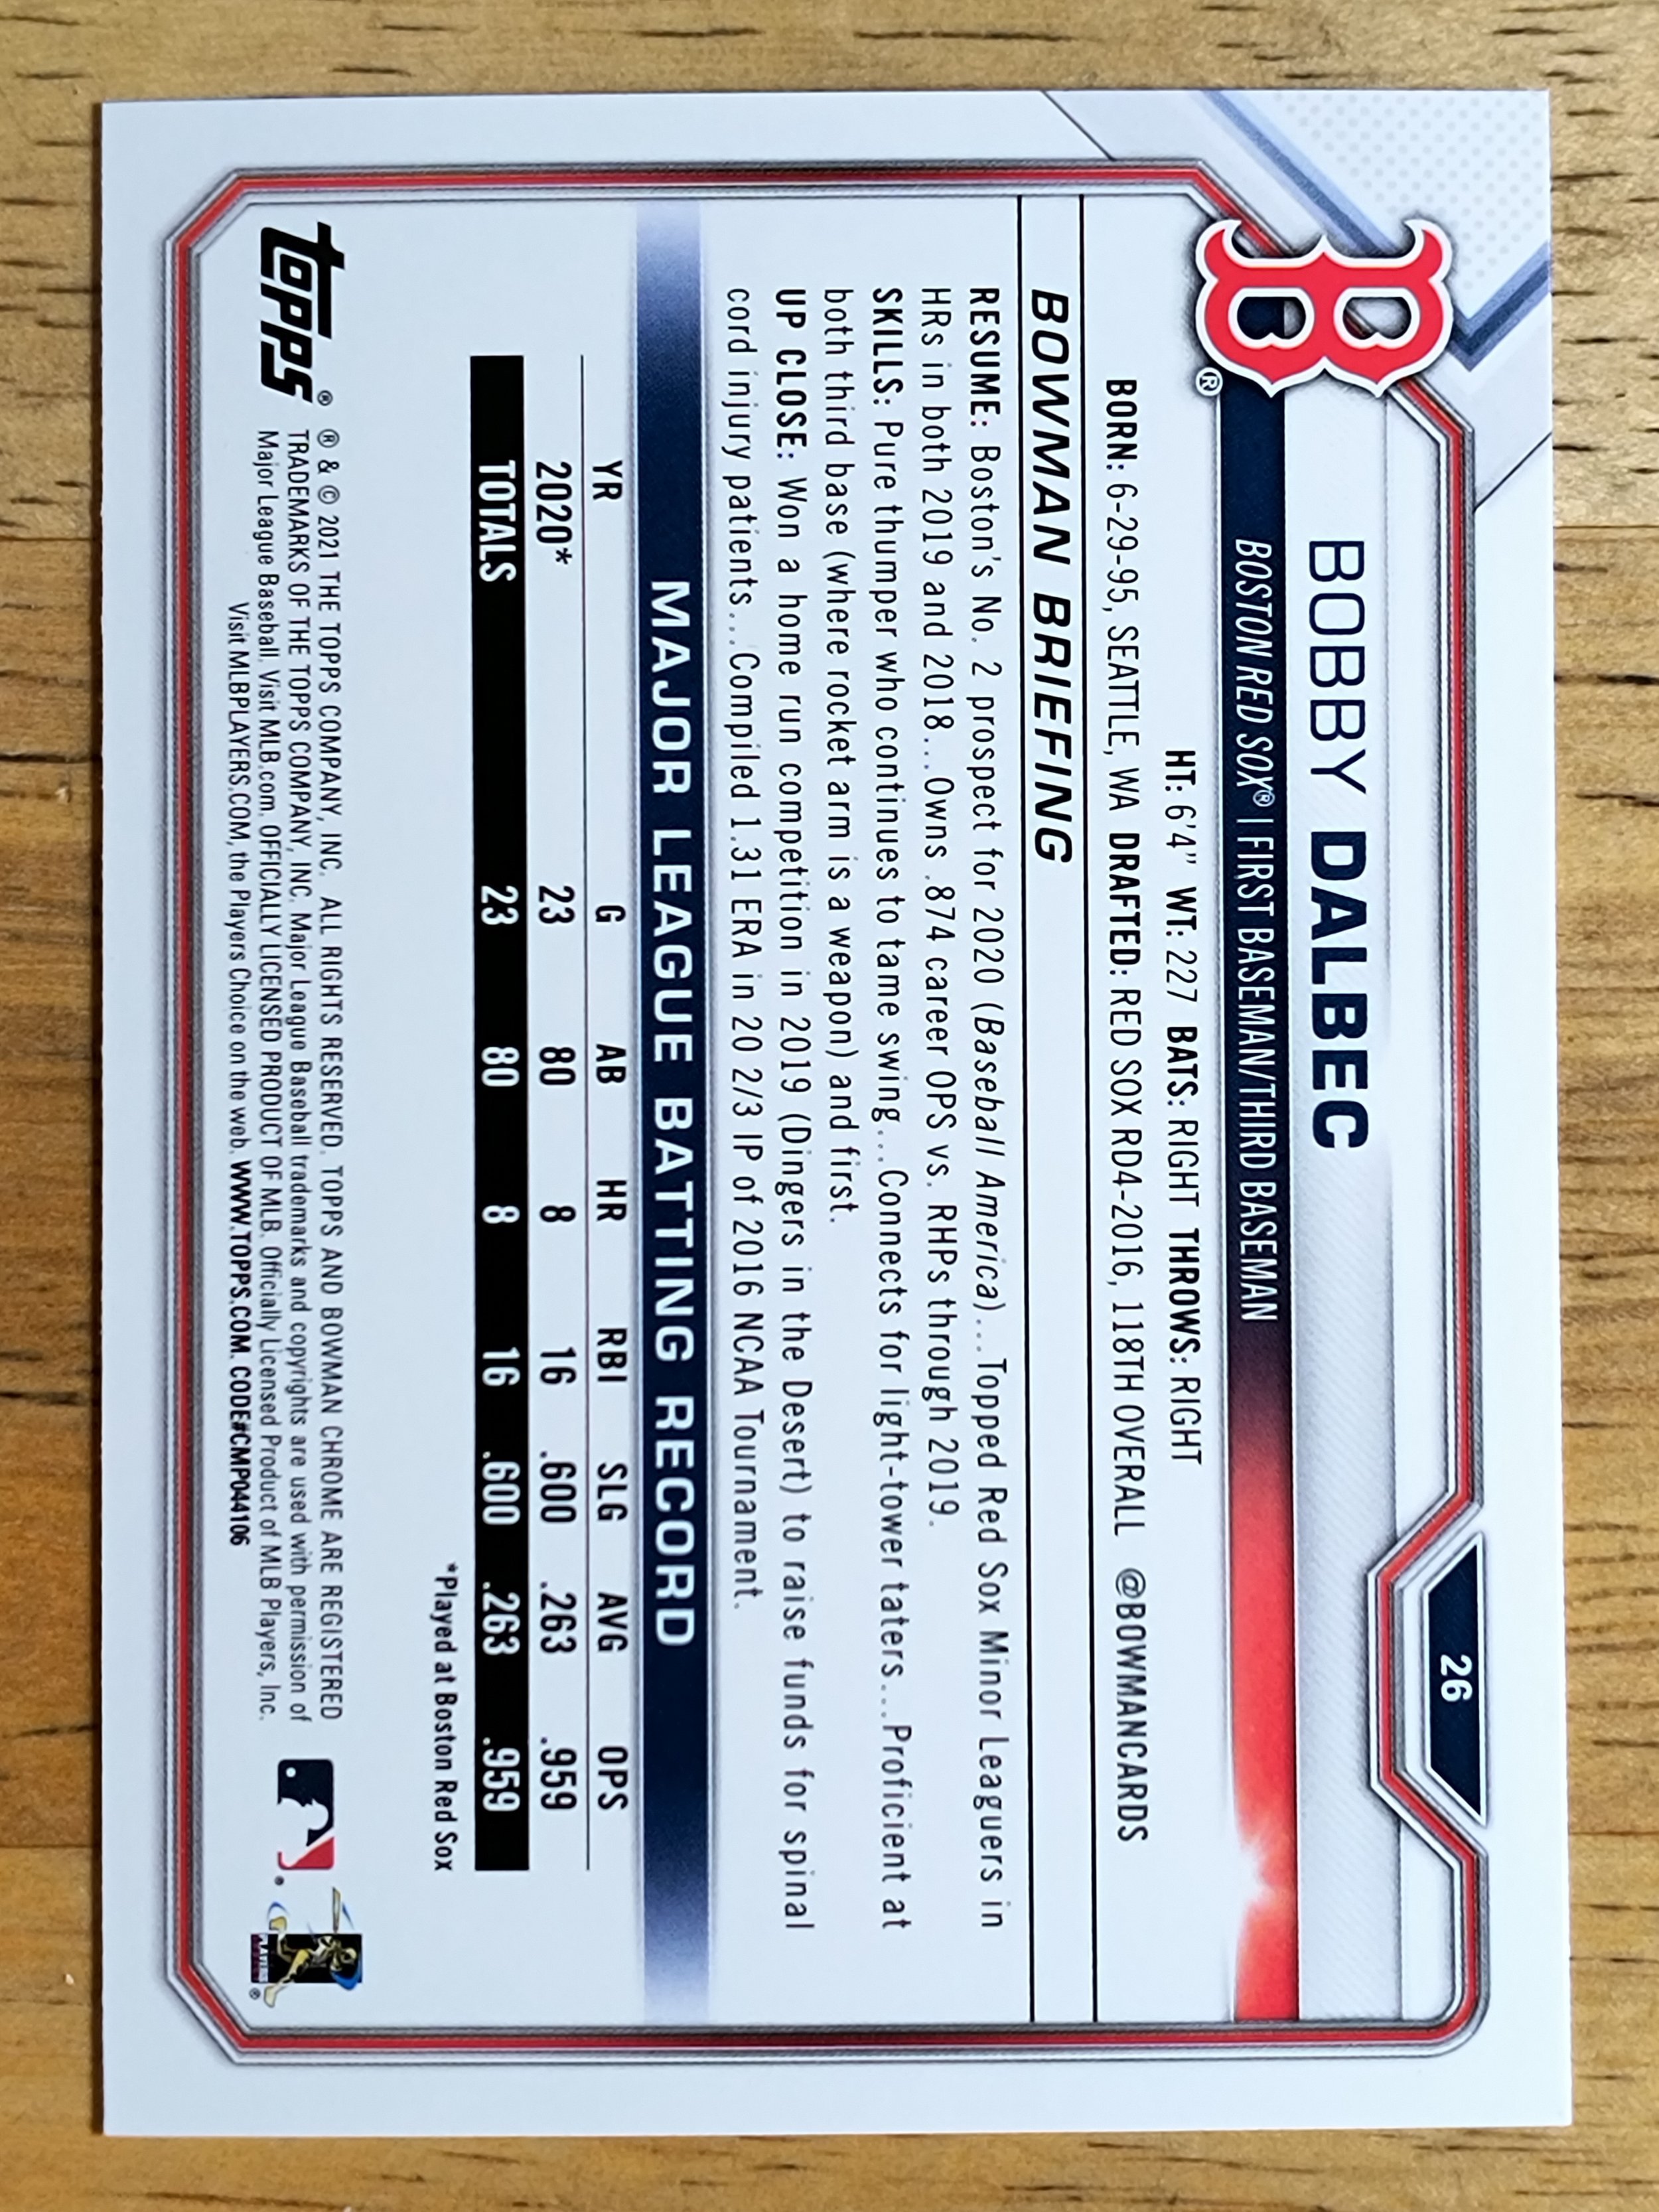 26
B
®
BOBBY DALBEC
BOSTON RED SOX® | FIRST BASEMAN/THIRD BASEMAN
HT: 6'4" WT: 227 BATS: RIGHT THROWS: RIGHT
BORN: 6-29-95, SEATTLE, WA DRAFTED: RED SOX RD4-2016, 118TH OVERALL @BOWMANCARDS
BOWMAN BRIEFING
RESUME: Boston's No. 2 prospect for 2020 (Baseball America)...Topped Red Sox Minor Leaguers in
HRs in both 2019 and 2018...Owns .874 career OPS vs. RHPs through 2019.
SKILLS: Pure thumper who continues to tame swing...Connects for light-tower taters...Proficient at
both third base (where rocket arm is a weapon) and first.
UP CLOSE: Won a home run competition in 2019 (Dingers in the Desert) to raise funds for spinal
cord injury patients...Compiled 1.31 ERA in 20 2/3 IP of 2016 NCAA Tournament.
MAJOR LEAGUE BATTING RECORD
YR G AB HR RBI SLG AVG OPS
2020* 23 80 8 16 .600 .263 .959
TOTALS 23 80 8 16 .600 .263 .959
*Played at Boston Red Sox
topps®
® & © 2021 THE TOPPS COMPANY, INC. ALL RIGHTS RESERVED. TOPPS AND BOWMAN CHROME ARE REGISTERED
TRADEMARKS OF THE TOPPS COMPANY, INC. Major League Baseball trademarks and copyrights are used with permission of
Major League Baseball. Visit MLB.com. OFFICIALLY LICENSED PRODUCT OF MLB. Officially Licensed Product of MLB Players, Inc.
Visit MLBPLAYERS.COM, the Players Choice on the web. WWW.TOPPS.COM. CODE#CMP044106